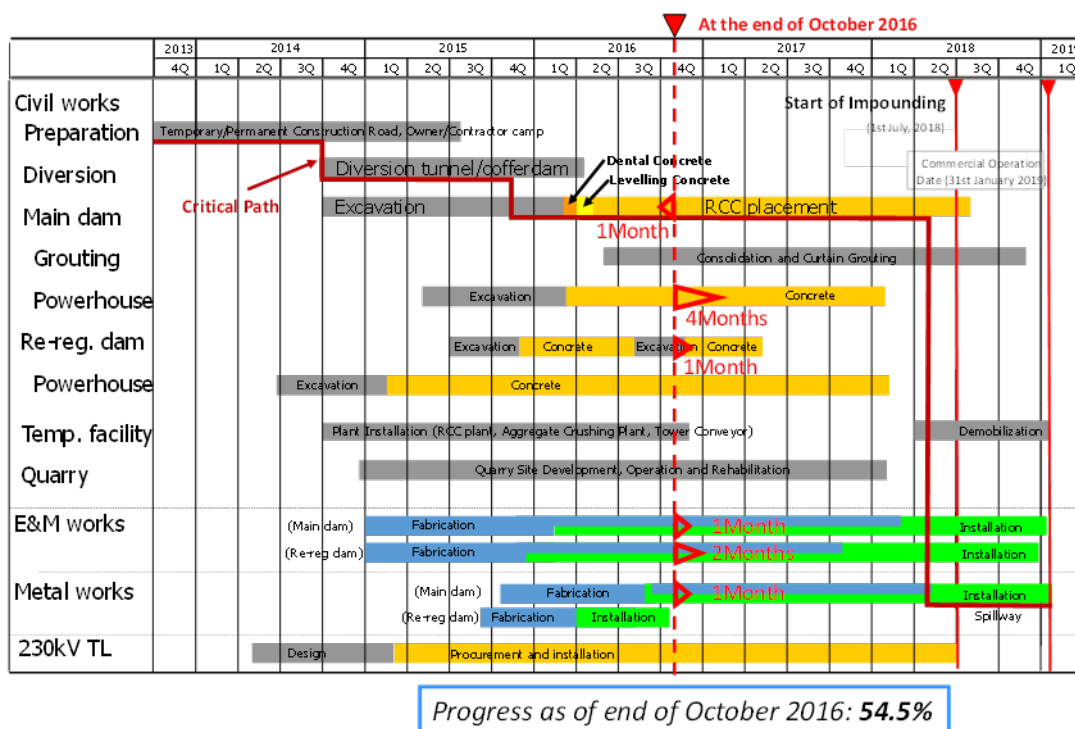 At the end of October 2016
2013 2014 2015 2016 2017 2018 2019
4Q 1Q 2Q 3Q 4Q 1Q 2Q 3Q 4Q 1Q 2Q 3Q 4Q 1Q 2Q 3Q 4Q 1Q 2Q 3Q 4Q 1Q
Civil works
Start of Impounding
(1st July, 2018)
Preparation
Temporary/Permanent Construction Road, Owner/Contractor camp
Commercial Operation
Date (31st January 2019)
Diversion
Diversion tunnel/cofferdam
Dental Concrete
Levelling Concrete
Critical Path
Main dam
Excavation
RCC placement
1Month
Grouting
Consolidation and Curtain Grouting
Powerhouse
Excavation
Concrete
4Months
Re-reg. dam
Excavation
Concrete
Excavation
Concrete
1Month
Powerhouse
Excavation
Concrete
Temp. facility
Plant Installation (RCC plant, Aggregate Crushing Plant, Tower Conveyor)
Demobilization
Quarry
Quarry Site Development, Operation and Rehabilitation
E&M works
(Main dam)
Fabrication
1Month
Installation
(Re-reg dam)
Fabrication
2Months
Installation
Metal works
(Main dam)
Fabrication
1Month
Installation
(Re-reg dam)
Fabrication
Installation
Spillway
230kV TL
Design
Procurement and installation
Progress as of end of October 2016: 54.5%